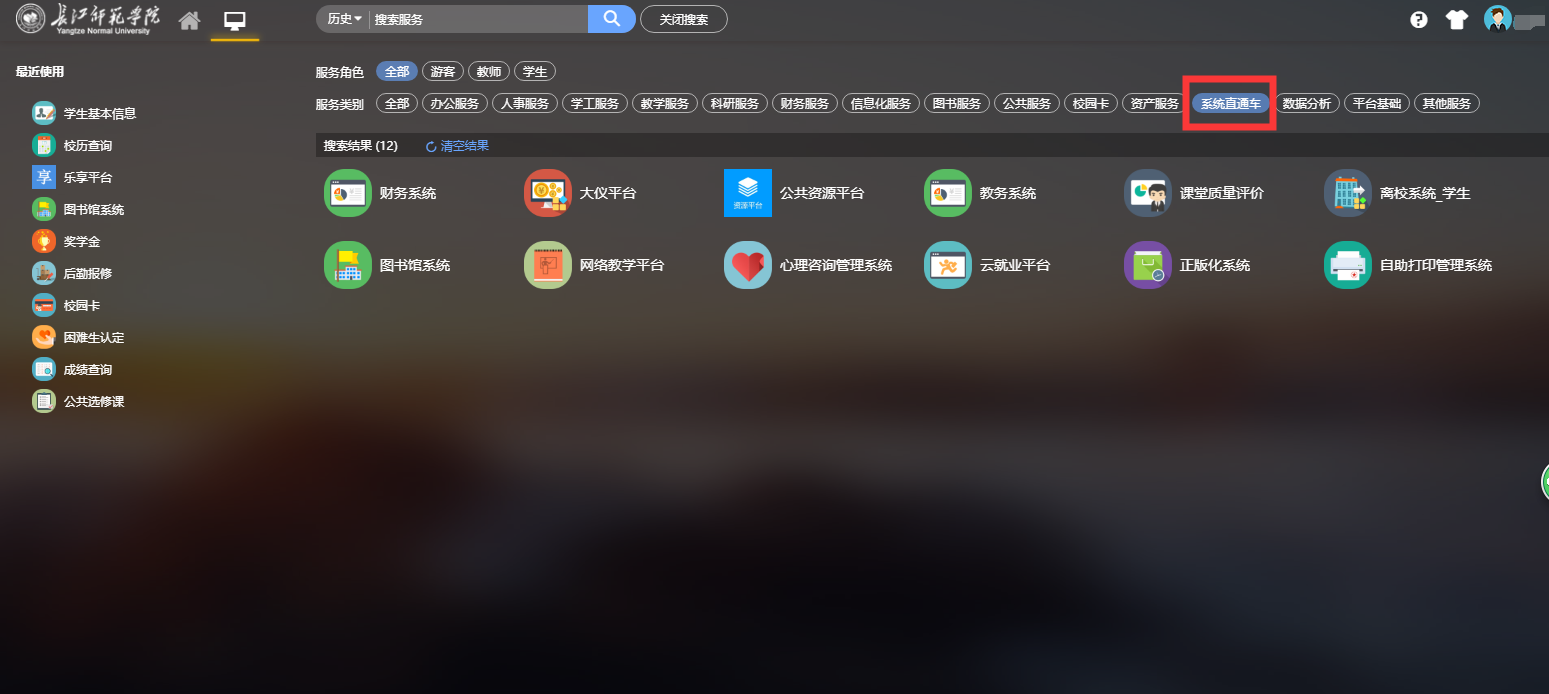 长江师范学院
Yangtze Normal University
历史 搜索服务 关闭搜索
最近使用
学生基本信息
校历查询
享 乐享平台
图书馆系统
奖学金
后勤报修
校园卡
困难生认定
成绩查询
公共选修课
服务角色 全部 游客 教师 学生
服务类别 全部 办公服务 人事服务 学工服务 教学服务 科研服务 财务服务 信息化服务 图书服务 公共服务 校园卡 资产服务 系统直通车 数据分析 平台基础 其他服务
搜索结果 (12) 清空结果
财务系统 大仪平台 资源平台 公共资源平台 教务系统 课堂质量评价 离校系统_学生
图书馆系统 网络教学平台 心理咨询管理系统 云就业平台 正版化系统 自助打印管理系统